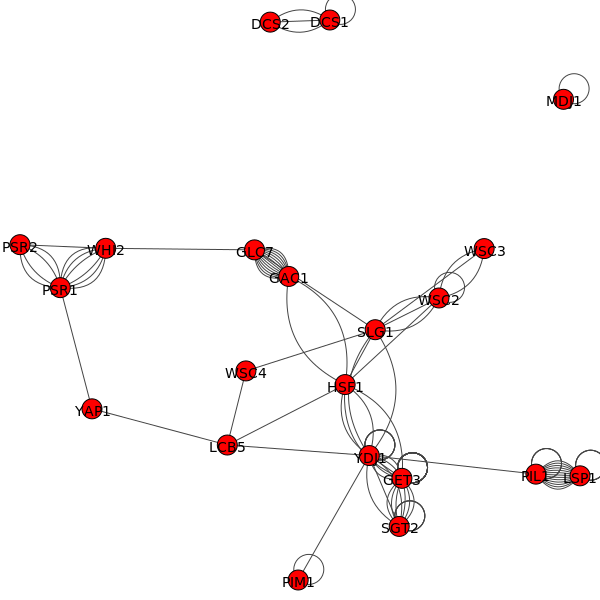 DCS2
DCS1
MDJ1
PSR2
WHI2
GLC7
WSC3
GAC1
PSR1
WSC2
SLG1
WSC4
HSF1
YAP1
LCB5
YDJ1
GET3
PIL1
LSP1
SGT2
PIM1